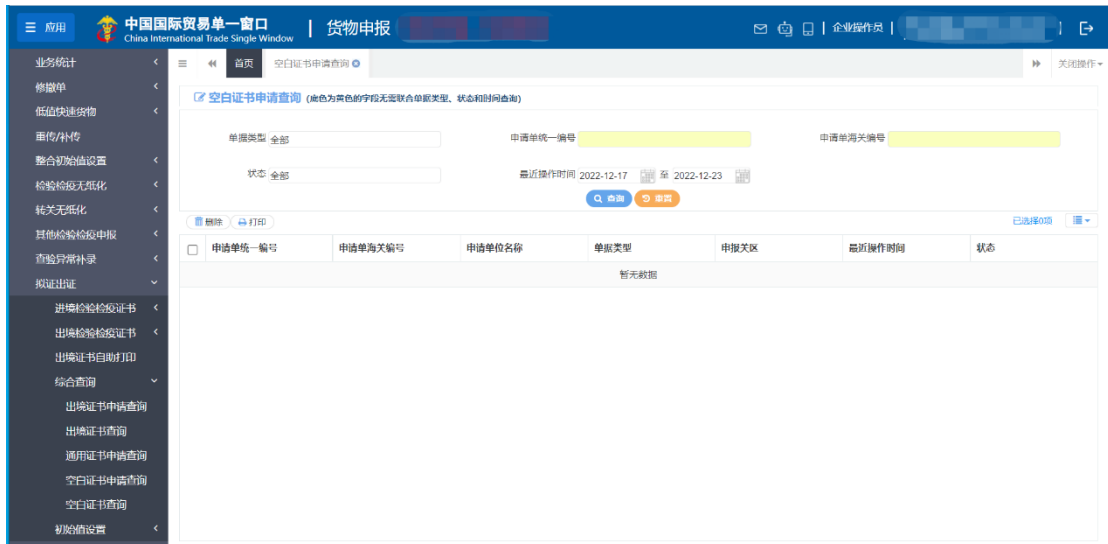 应用
中国国际贸易单一窗口 | 货物申报
China International Trade Single Window
| 企业操作员 |
业务统计
修撤单
低值快速货物
重传/补传
整合初始值设置
检验检疫无纸化
转关无纸化
其他检验检疫申报
查验异常补录
拟证出证
进境检验检疫证书
出境检验检疫证书
出境证书自助打印
综合查询
出境证书申请查询
出境证书查询
通用证书申请查询
空白证书申请查询
空白证书查询
初始值设置
首页 空白证书申请查询 关闭操作
空白证书申请查询 (底色为黄色的字段无需联合单据类型、状态和时间查询)
单据类型 全部 申请单统一编号 申请单海关编号
状态 全部 最近操作时间 2022-12-17 至 2022-12-23
查询 重置
删除 打印 已选择0项
申请单统一编号 申请单海关编号 申请单位名称 单据类型 申报关区 最近操作时间 状态
暂无数据